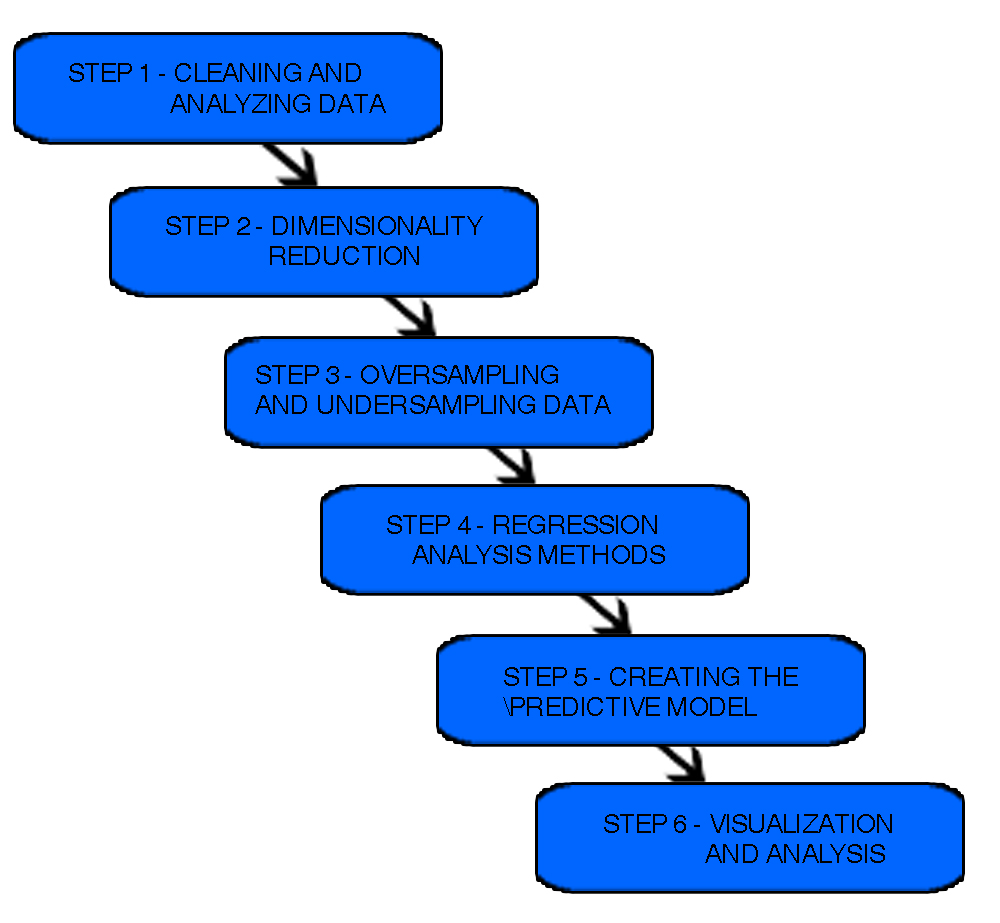 STEP 1 - CLEANING AND
ANALYZING DATA
STEP 2 - DIMENSIONALITY
REDUCTION
STEP 3 - OVERSAMPLING
AND UNDERSAMPLING DATA
STEP 4 - REGRESSION
ANALYSIS METHODS
STEP 5 - CREATING THE
\PREDICTIVE MODEL
STEP 6 - VISUALIZATION
AND ANALYSIS